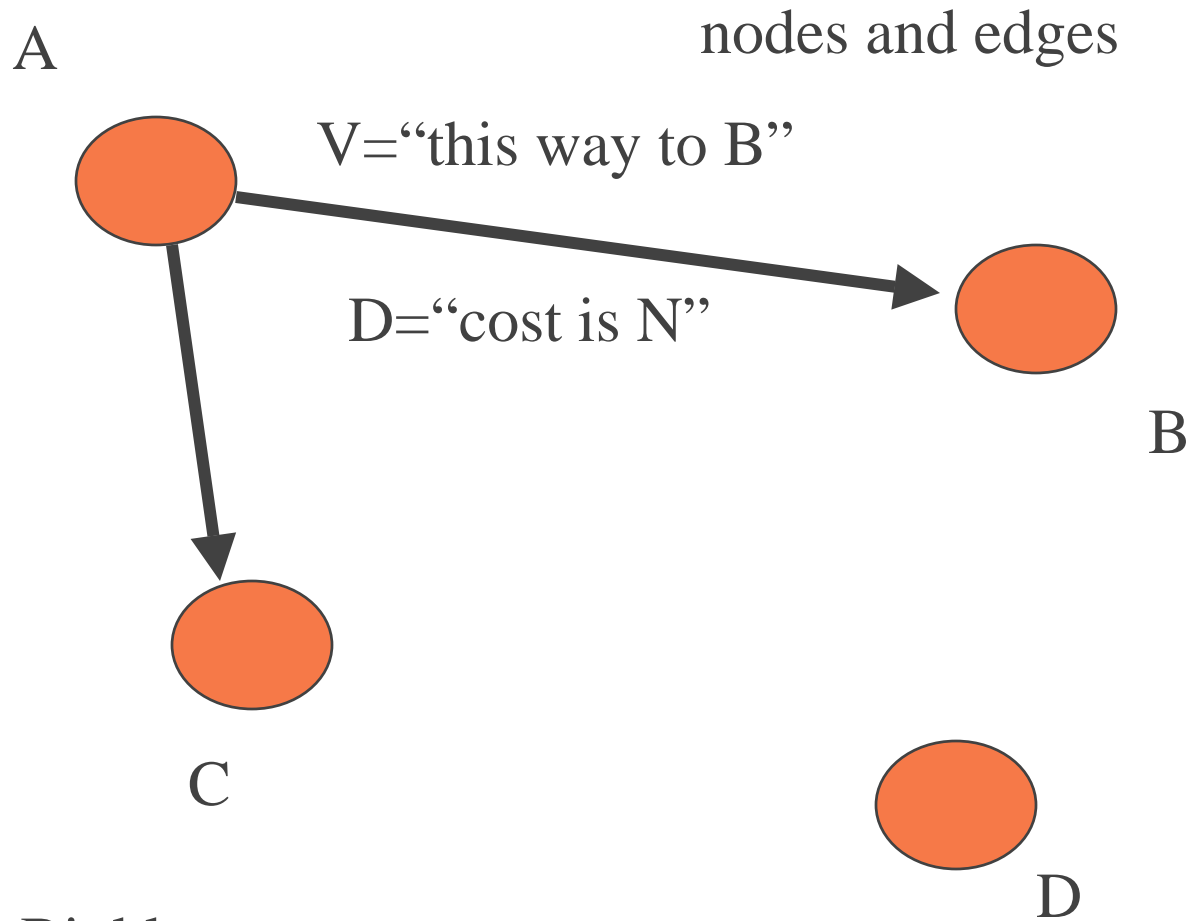 A
nodes and edges
V=“this way to B”
D=“cost is N”
B
C
D